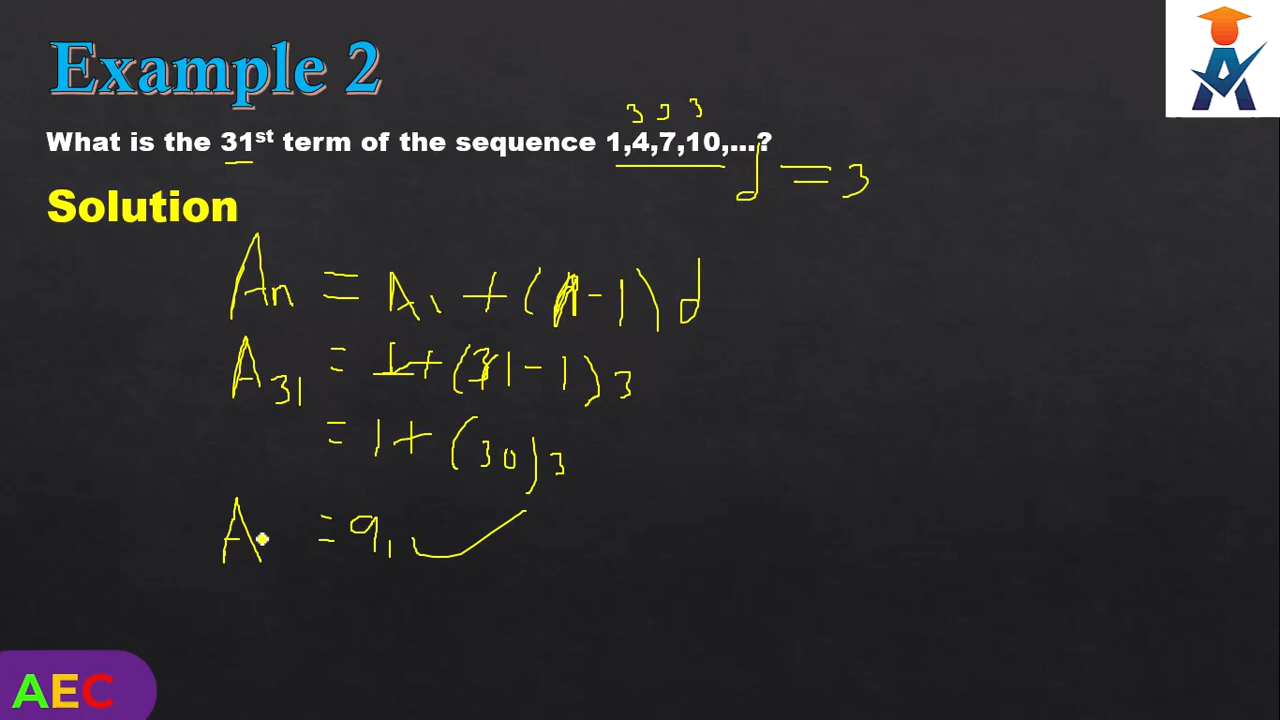 Example 2
3 3 3
What is the 31st term of the sequence 1,4,7,10,...?
d = 3
Solution
An = A1 + (n-1)d
A31 = 1+(31-1)3
= 1+(30)3
A = 91
AEC